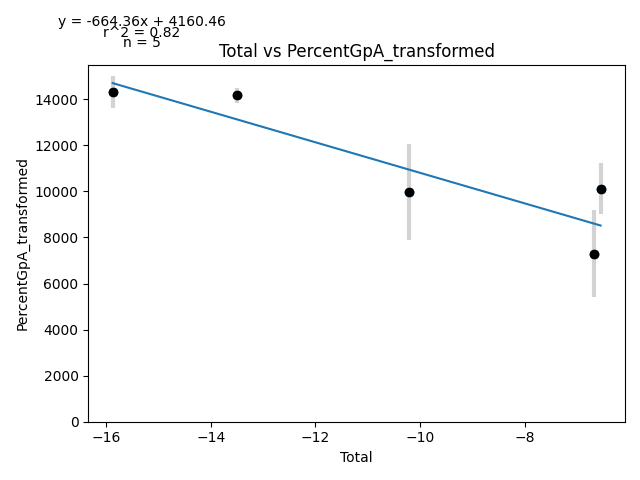 y = -664.36x + 4160.46
r^2 = 0.82
n = 5
Total vs PercentGpA_transformed
PercentGpA_transformed
14000
12000
10000
8000
6000
4000
2000
0
−16
−14
−12
−10
−8
Total